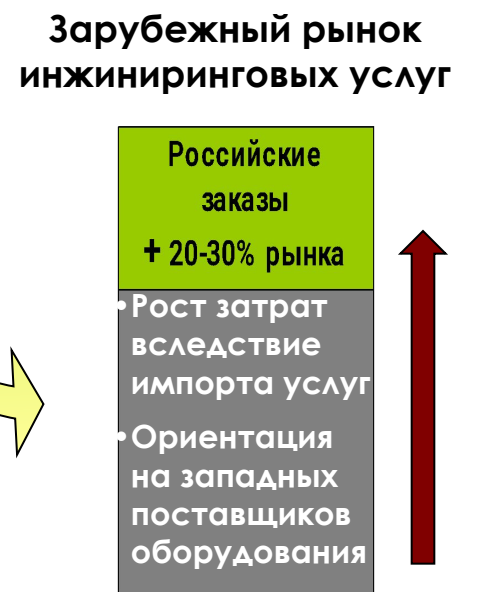 Зарубежный рынок
инжиниринговых услуг
Российские
заказы
+ 20-30% рынка
•Рост затрат
вследствие
импорта услуг
•Ориентация
на западных
поставщиков
оборудования